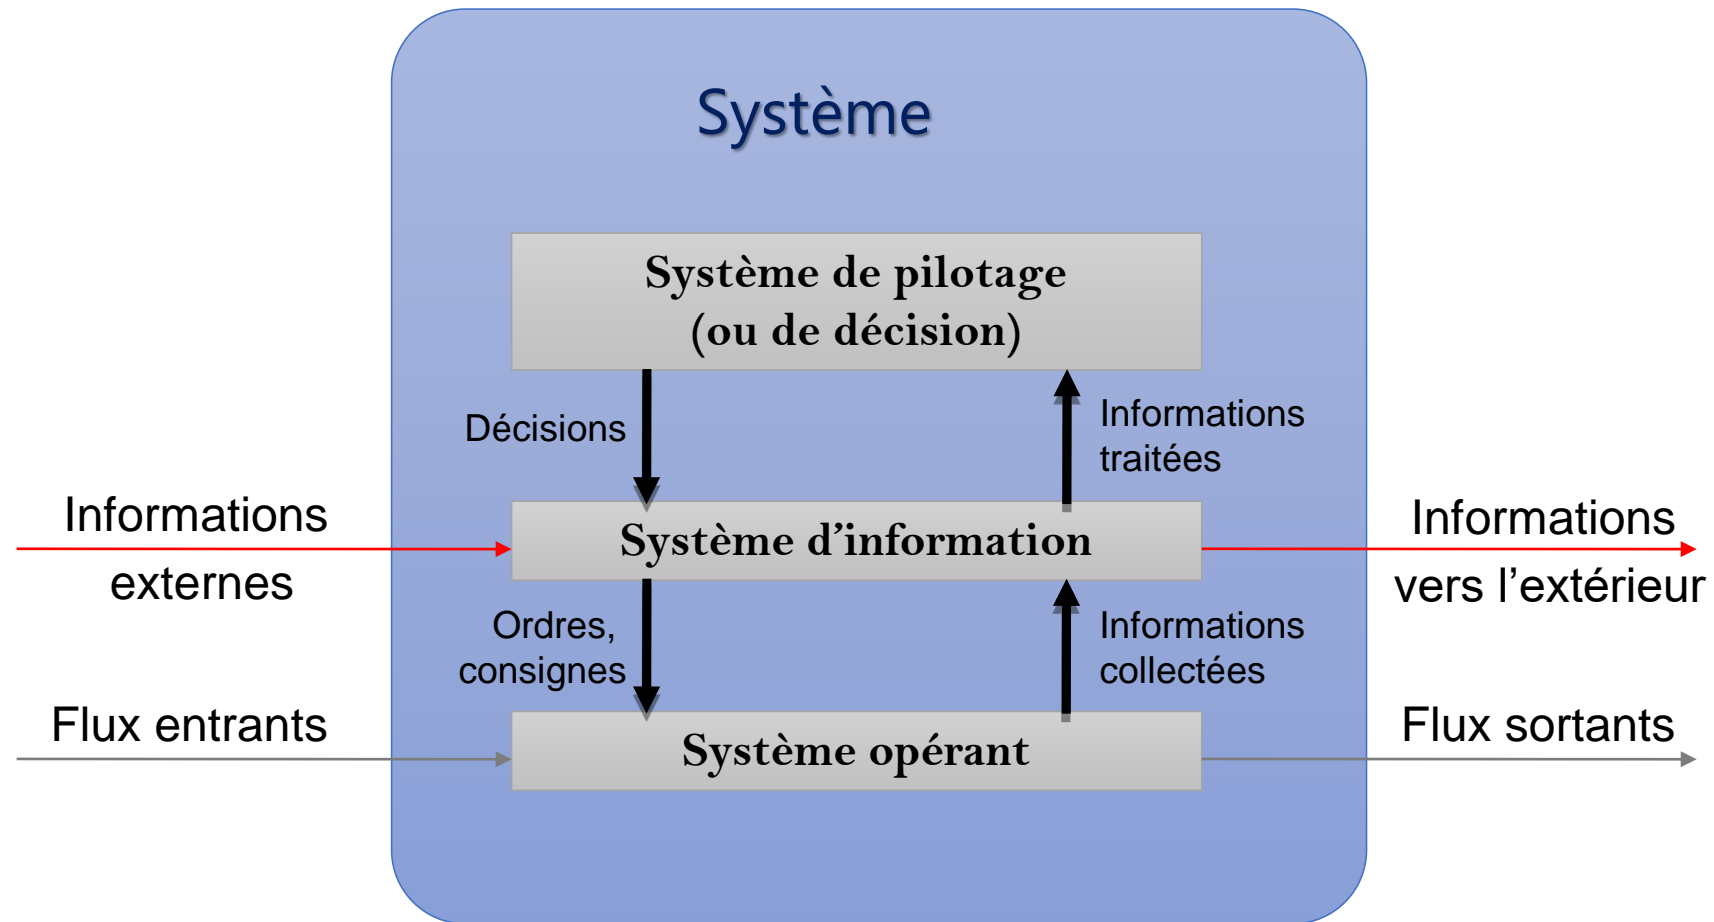 Système
Système de pilotage
(ou de décision)
Décisions
Informations
traitées
Informations
externes
Système d’information
Informations
vers l’extérieur
Ordres,
consignes
Informations
collectées
Flux entrants
Système opérant
Flux sortants